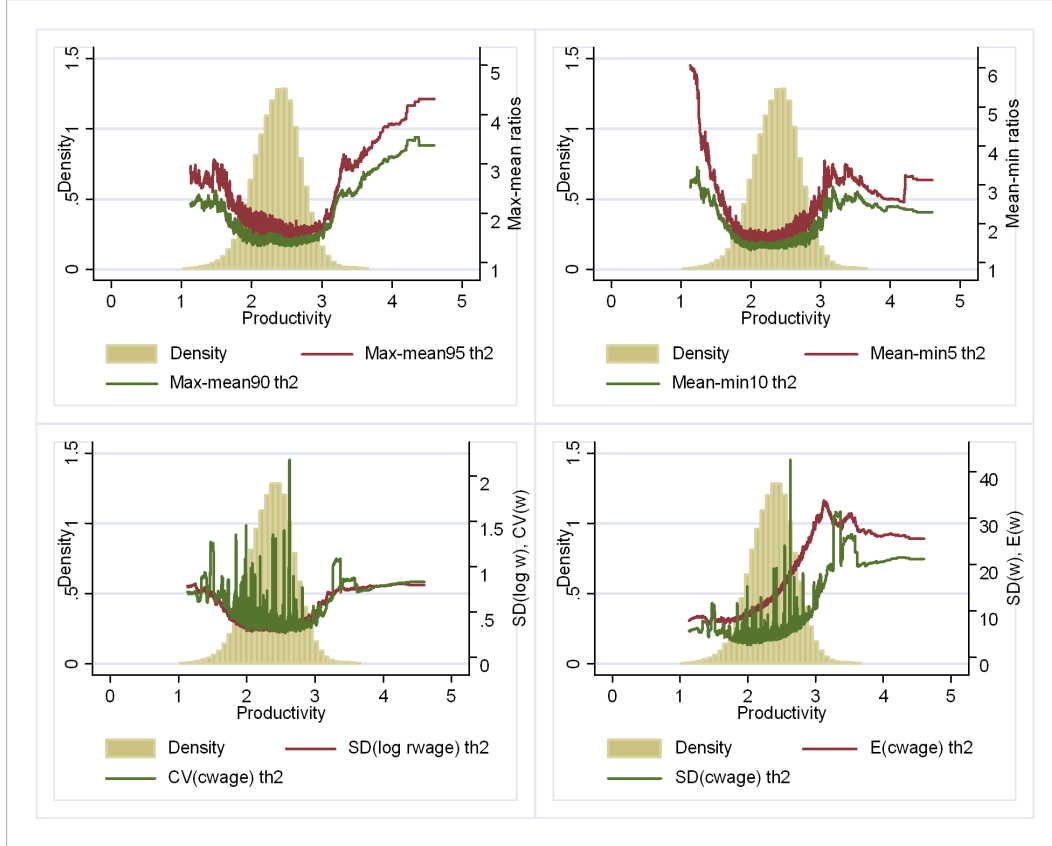 1.5
1
.5
0
Density
5
4
3
2
1
Max-mean ratios
0 1 2 3 4 5
Productivity
Density Max-mean95 th2
Max-mean90 th2
1.5
1
.5
0
Density
6
5
4
3
2
1
Mean-min ratios
0 1 2 3 4 5
Productivity
Density Mean-min5 th2
Mean-min10 th2
1.5
1
.5
0
Density
2
1.5
1
.5
0
SD(log w), CV(w)
0 1 2 3 4 5
Productivity
Density SD(log rwage) th2
CV(cwage) th2
1.5
1
.5
0
Density
40
30
20
10
0
SD(w), E(w)
0 1 2 3 4 5
Productivity
Density E(cwage) th2
SD(cwage) th2